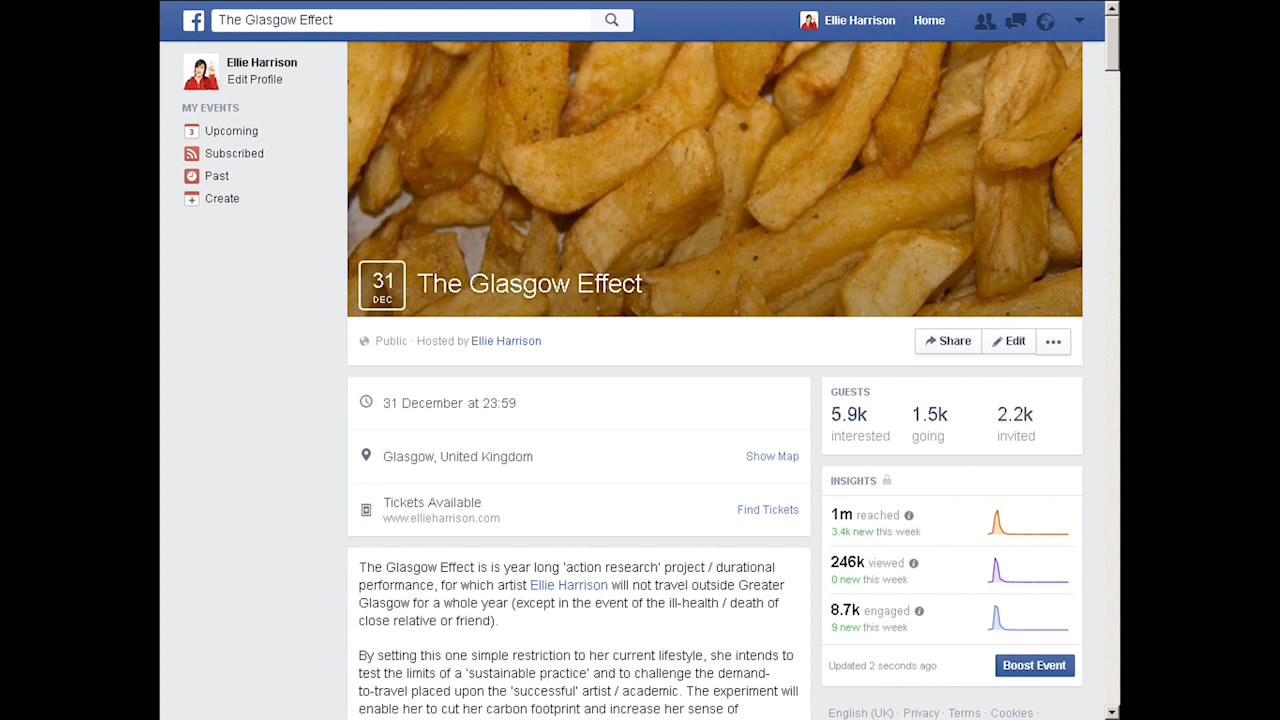 The Glasgow Effect
Ellie Harrison
Home
Ellie Harrison
Edit Profile
MY EVENTS
3 Upcoming
Subscribed
Past
Create
31
DEC
The Glasgow Effect
Public · Hosted by Ellie Harrison
Share
Edit
31 December at 23:59
Glasgow, United Kingdom
Show Map
Tickets Available
www.ellieharrison.com
Find Tickets
The Glasgow Effect is is year long 'action research' project / durational
performance, for which artist Ellie Harrison will not travel outside Greater
Glasgow for a whole year (except in the event of the ill-health / death of
close relative or friend).
By setting this one simple restriction to her current lifestyle, she intends to
test the limits of a 'sustainable practice' and to challenge the demand-
to-travel placed upon the 'successful' artist / academic. The experiment will
enable her to cut her carbon footprint and increase her sense of
GUESTS
5.9k 1.5k 2.2k
interested going invited
INSIGHTS
1m reached
3.4k new this week
246k viewed
0 new this week
8.7k engaged
9 new this week
Updated 2 seconds ago
Boost Event
English (UK) · Privacy · Terms · Cookies ·